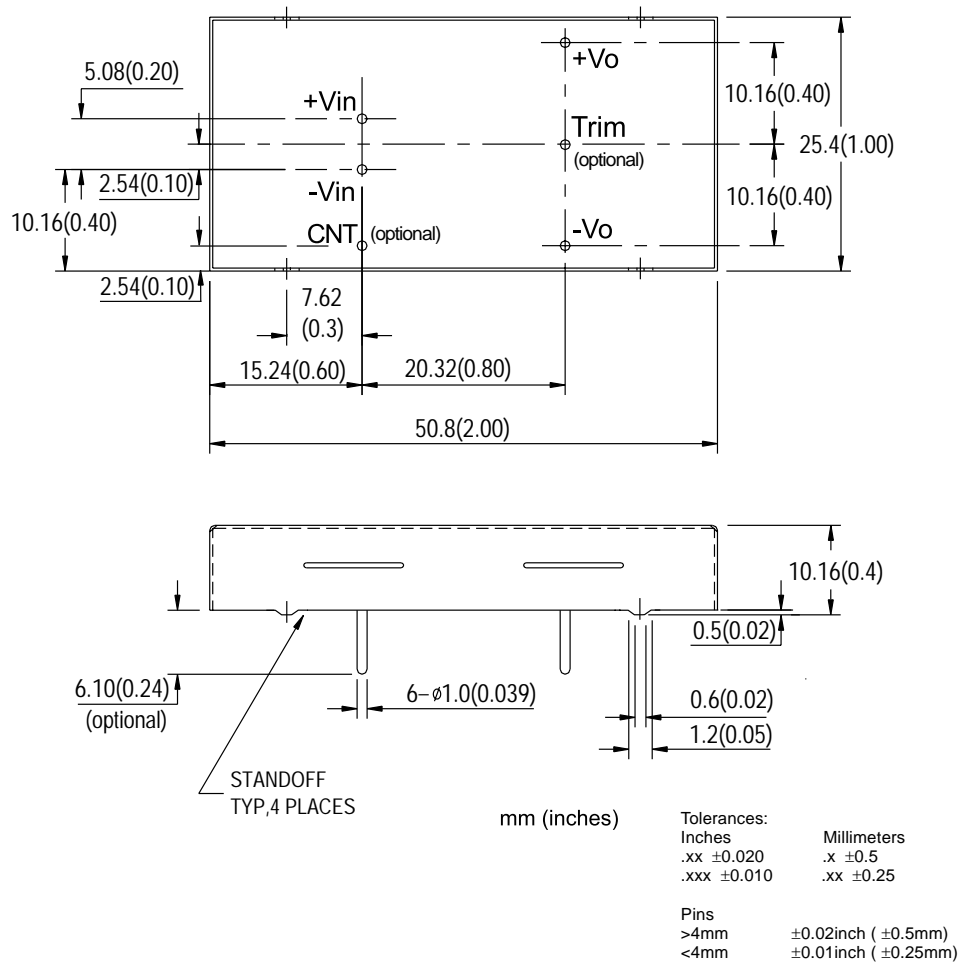 +Vo
5.08(0.20)
10.16(0.40)
+Vin
Trim
(optional)
25.4(1.00)
2.54(0.10)
-Vin
10.16(0.40)
10.16(0.40)
CNT (optional)
-Vo
2.54(0.10)
7.62
(0.3)
15.24(0.60)
20.32(0.80)
50.8(2.00)
10.16(0.4)
0.5(0.02)
6.10(0.24)
(optional)
6–ø1.0(0.039)
0.6(0.02)
1.2(0.05)
STANDOFF
TYP,4 PLACES
mm (inches)
Tolerances:
Inches Millimeters
.xx ±0.020 .x ±0.5
.xxx ±0.010 .xx ±0.25
Pins
>4mm ±0.02inch ( ±0.5mm)
<4mm ±0.01inch ( ±0.25mm)